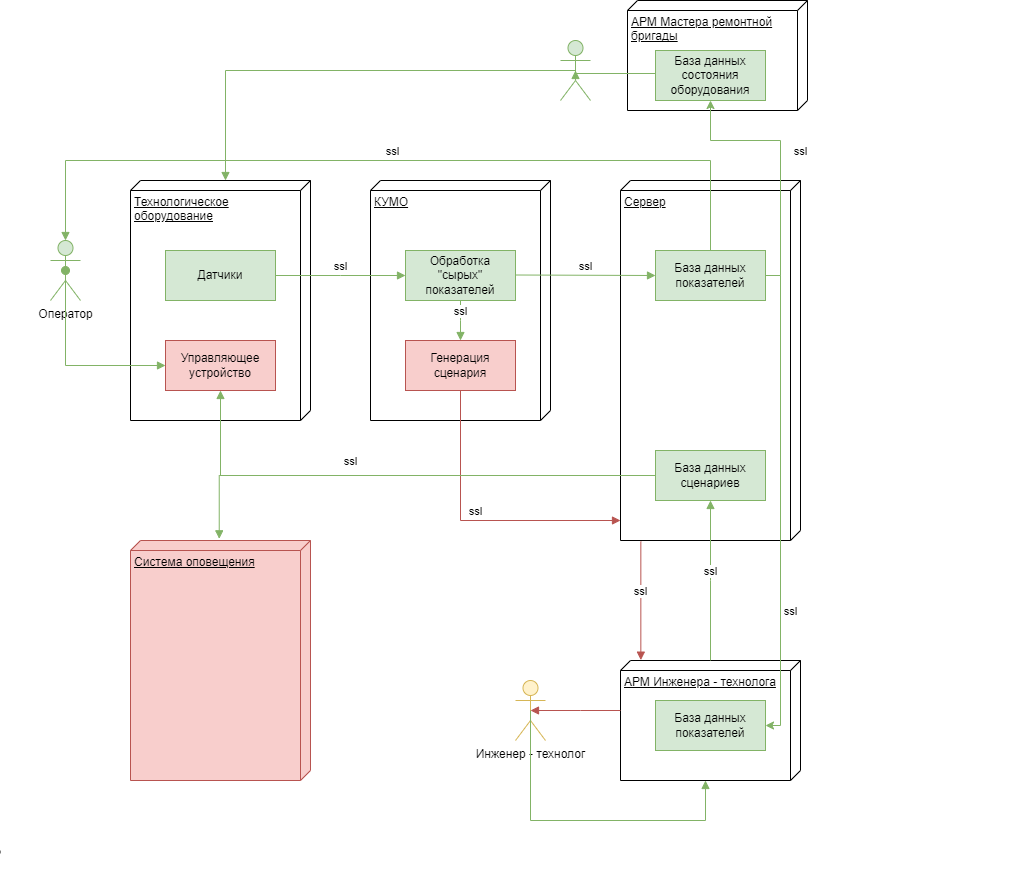 АРМ Мастера ремонтной
бригады
База данных
состояния
оборудования
ssl
ssl
Технологическое
оборудование
КУМО
Сервер
Датчики
ssl
Обработка
"сырых"
показателей
ssl
База данных
показателей
Оператор
ssl
Управляющее
устройство
Генерация
сценария
ssl
База данных
сценариев
ssl
Система оповещения
ssl
ssl
ssl
АРМ Инженера - технолога
База данных
показателей
Инженер - технолог